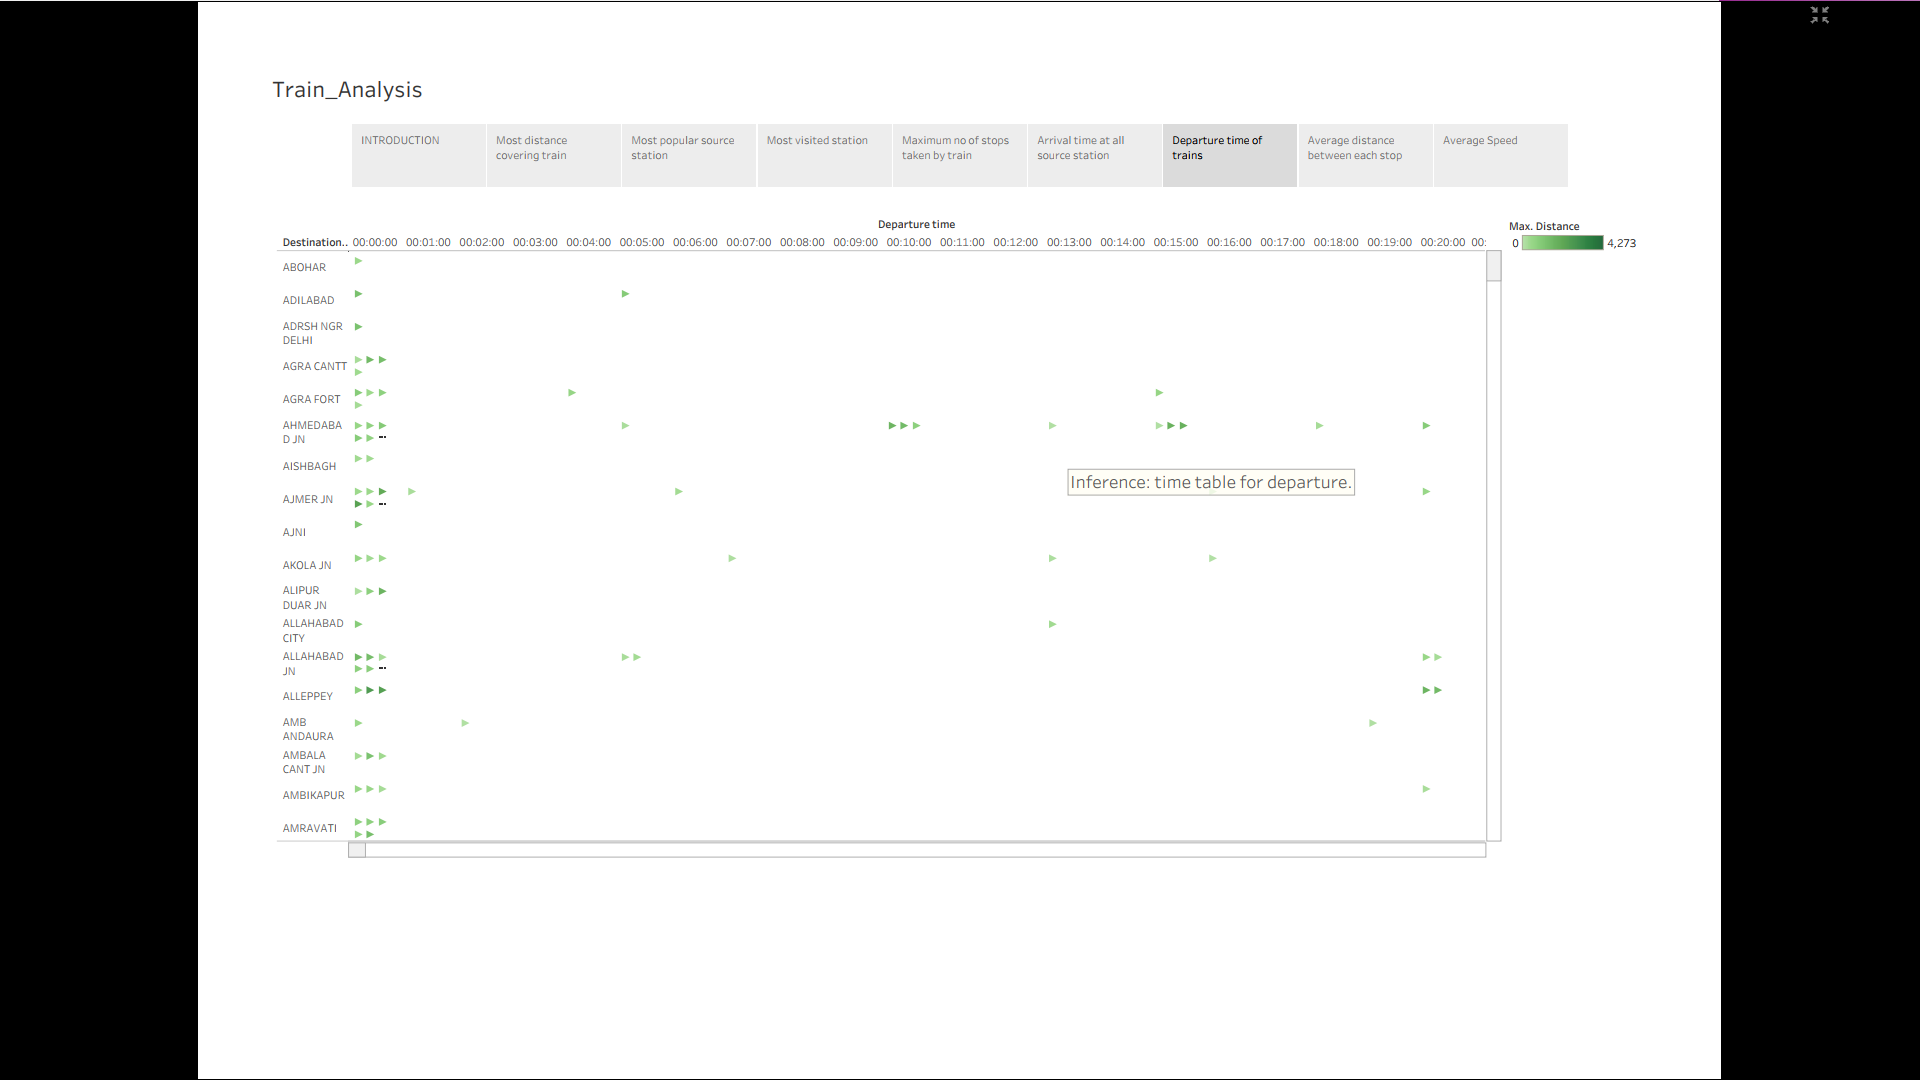 Train_Analysis
INTRODUCTION
Most distance
covering train
Most popular source
station
Most visited station
Maximum no of stops
taken by train
Arrival time at all
source station
Departure time of
trains
Average distance
between each stop
Average Speed
Departure time
Destination.. 00:00:00 00:01:00 00:02:00 00:03:00 00:04:00 00:05:00 00:06:00 00:07:00 00:08:00 00:09:00 00:10:00 00:11:00 00:12:00 00:13:00 00:14:00 00:15:00 00:16:00 00:17:00 00:18:00 00:19:00 00:20:00 00:
Max. Distance
0 4,273
ABOHAR
ADILABAD
ADRSH NGR
DELHI
AGRA CANTT
AGRA FORT
AHMEDABA
D JN
AISHBAGH
Inference: time table for departure.
AJMER JN
AJNI
AKOLA JN
ALIPUR
DUAR JN
ALLAHABAD
CITY
ALLAHABAD
JN
ALLEPPEY
AMB
ANDAURA
AMBALA
CANT JN
AMBIKAPUR
AMRAVATI